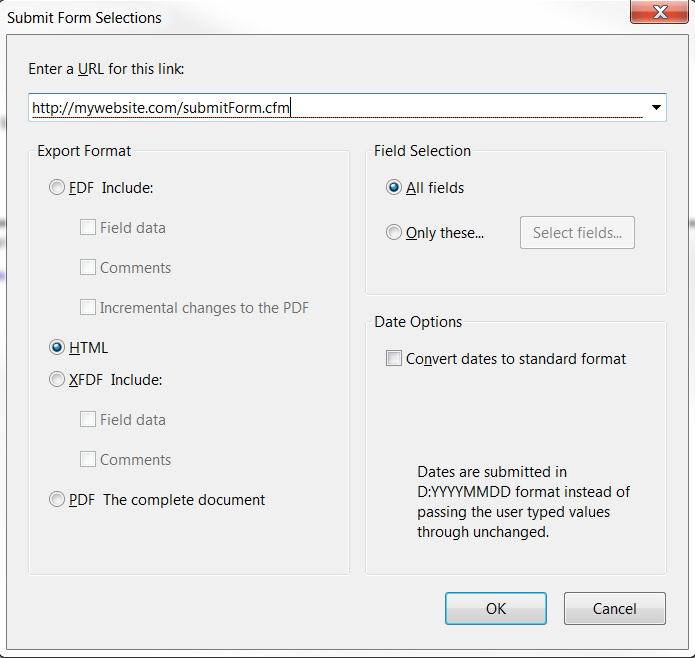 Submit Form Selections
Enter a URL for this link:
http://mywebsite.com/submitForm.cfm
Export Format
FDF Include:
Field data
Comments
Incremental changes to the PDF
HTML
XFDF Include:
Field data
Comments
PDF The complete document
Field Selection
All fields
Only these...
Select fields...
Date Options
Convert dates to standard format
Dates are submitted in
D:YYYYMMDD format instead of
passing the user typed values
through unchanged.
OK
Cancel